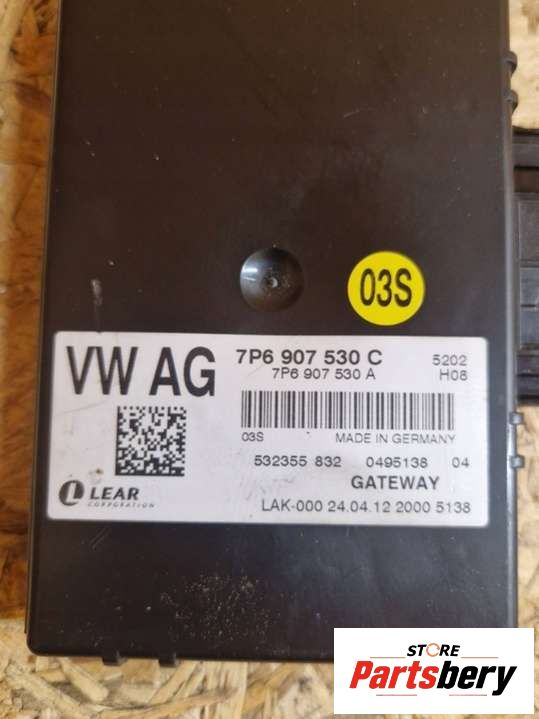 03S
VW AG
7P6 907 530 C
5202
7P6 907 530 A
H08
03S
MADE IN GERMANY
532355 832
0495138
04
GATEWAY
LEAR
CORPORATION
LAK-000 24.04.12 2000 5138
STORE
Partsbery